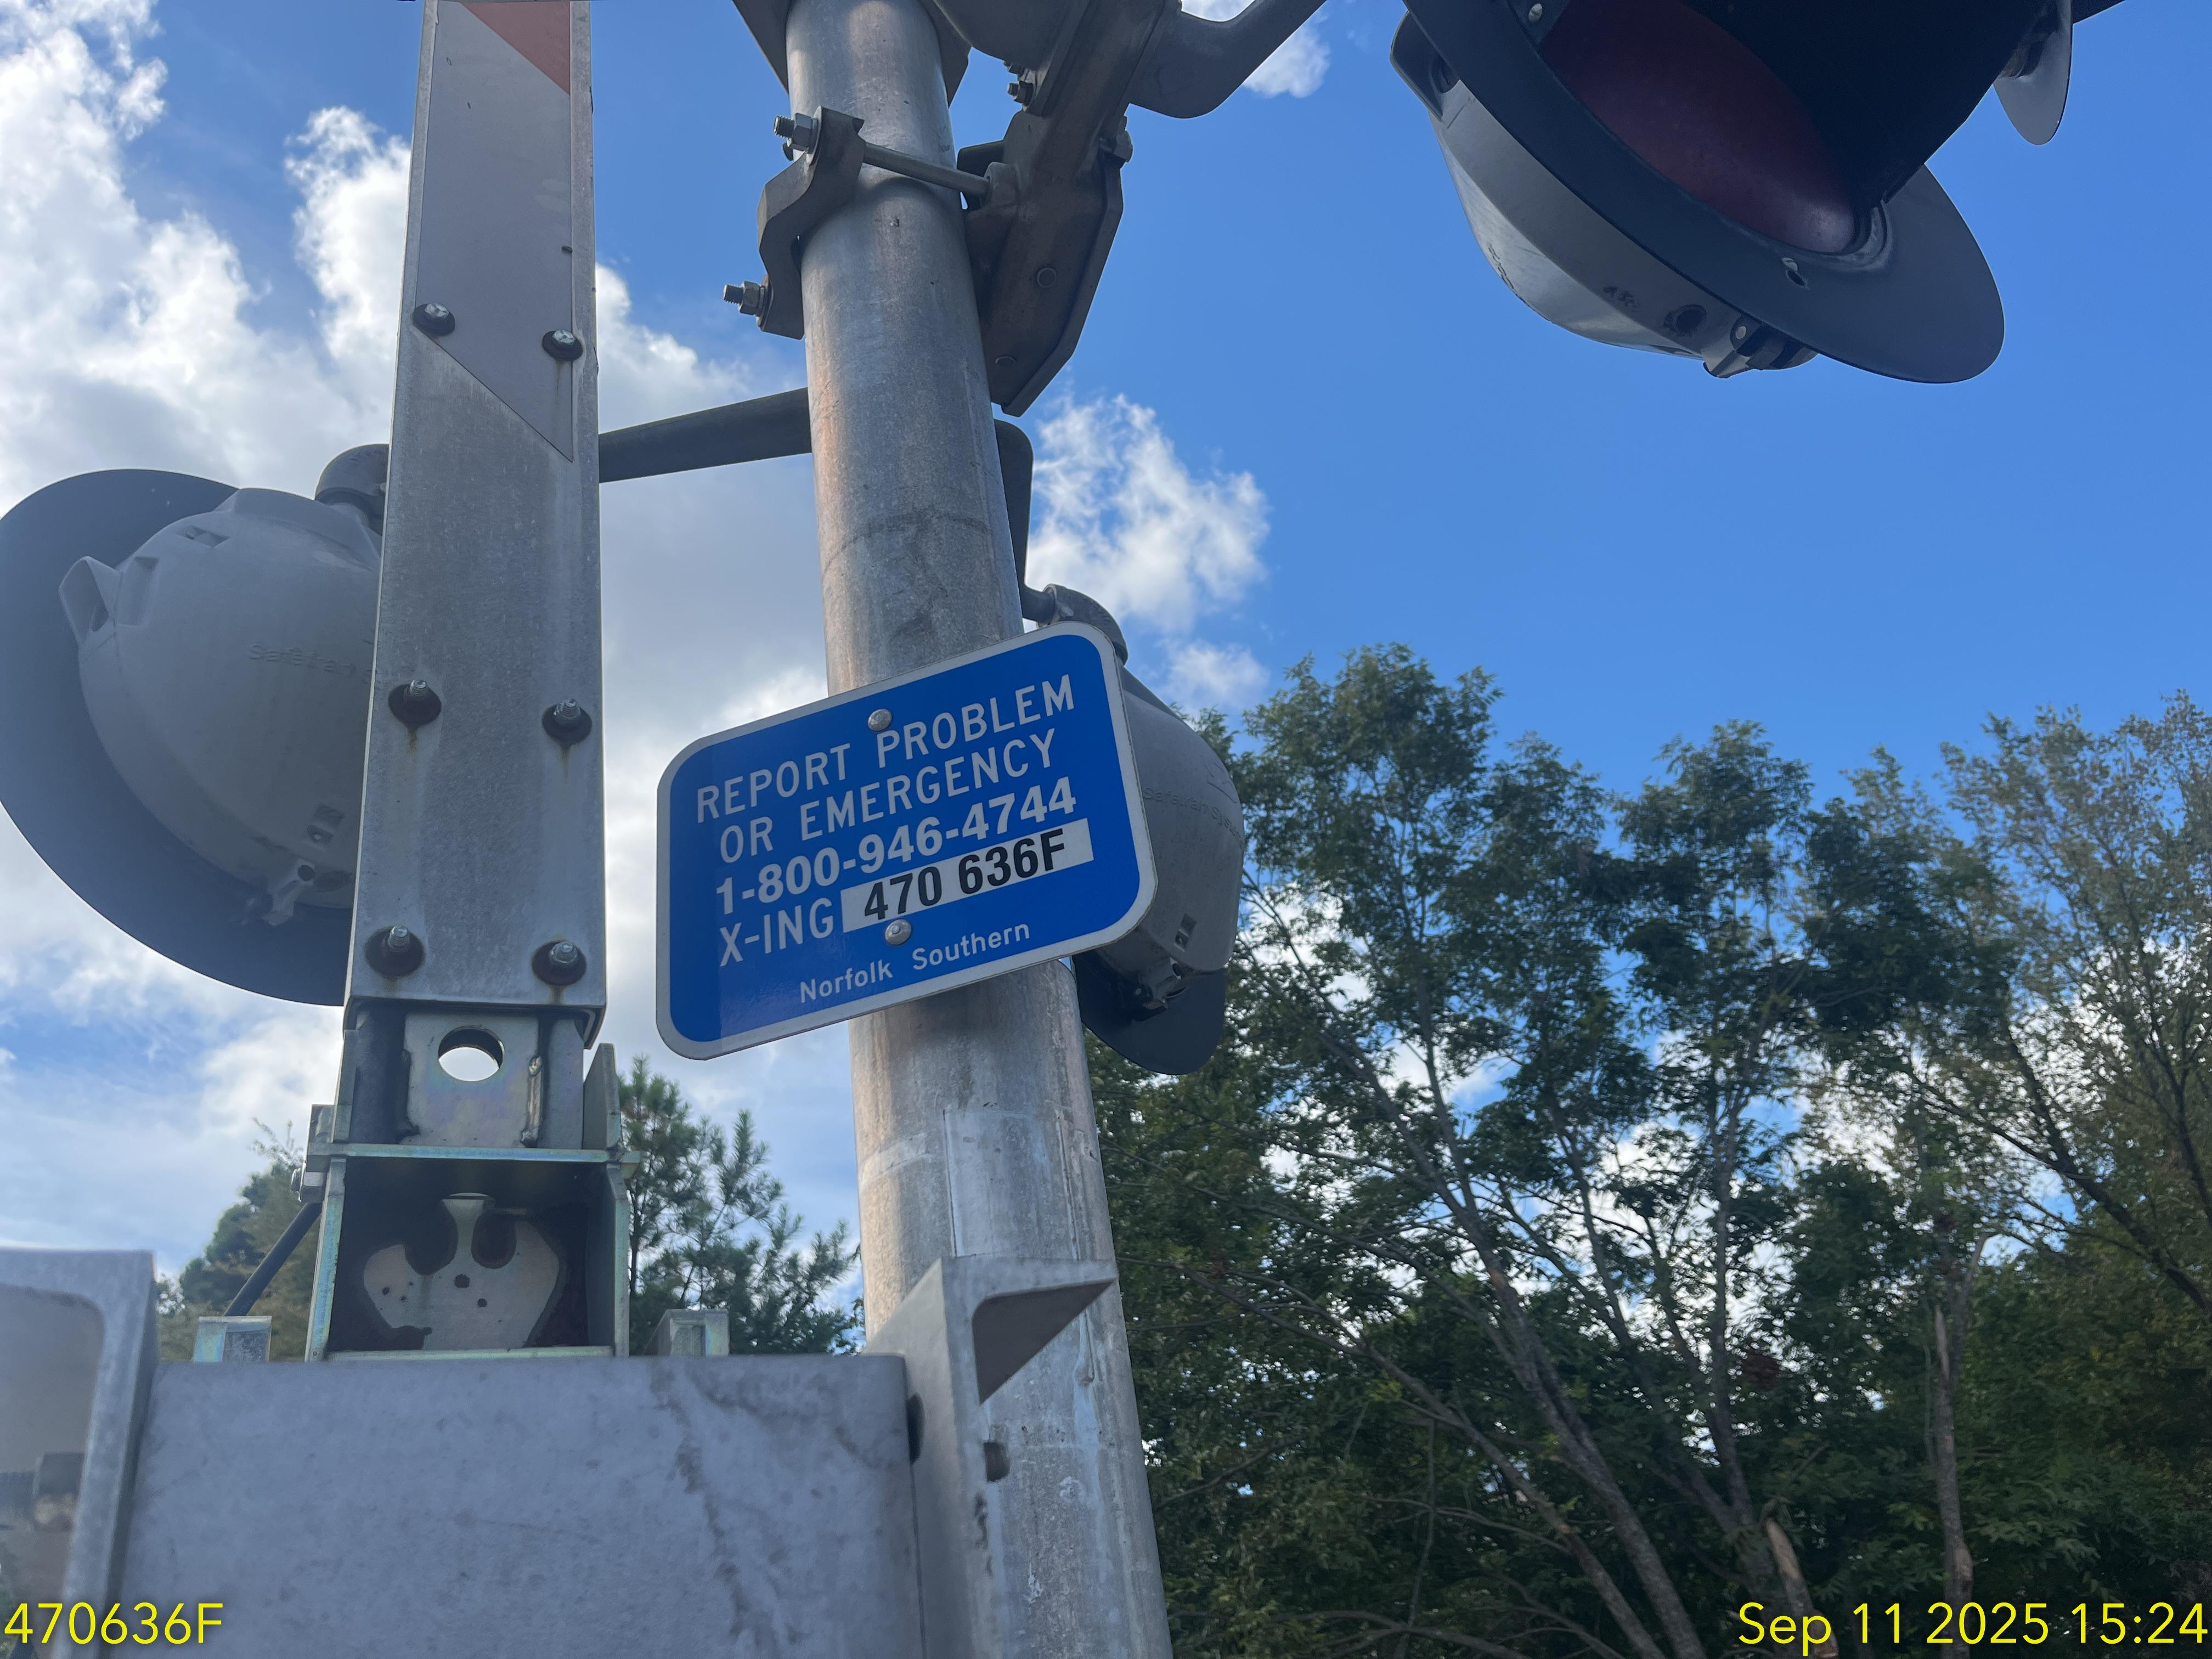 REPORT PROBLEM
OR EMERGENCY
1-800-946-4744
X-ING 470 636F
Norfolk Southern
Safetran
470636F
Sep 11 2025 15:24